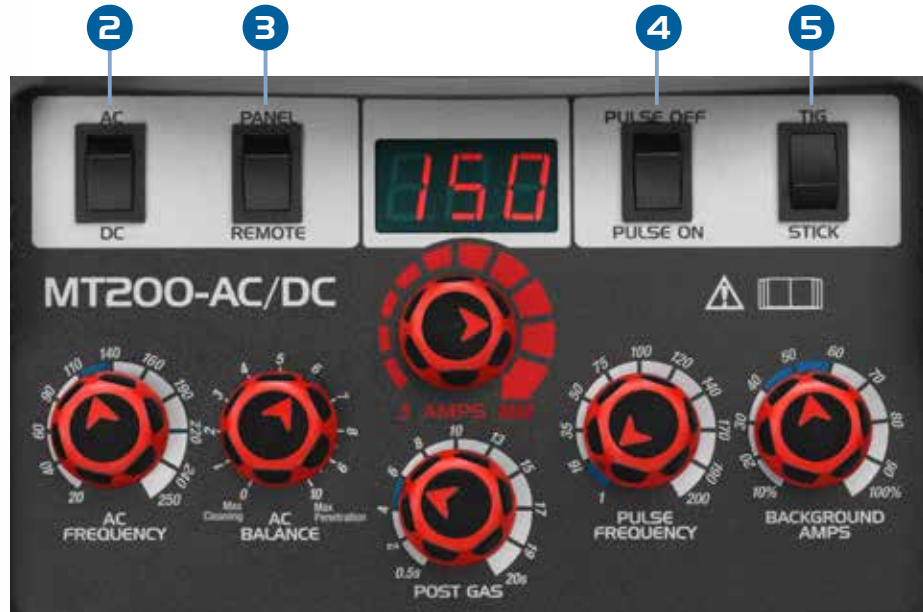 2 3 4 5
AC PANEL PULSE OFF TIG
150
DC REMOTE PULSE ON STICK
MT200-AC/DC
20 40 60 90 110 140 160 190 220 240 250
AC
FREQUENCY
0 1 2 3 4 5 6 7 8 9 10
Max
Cleaning
Max
Penetration
AC
BALANCE
5 AMPS 200
0.5s 2 4 6 8 10 13 15 17 19 20s
POST GAS
1 16 35 50 75 100 120 140 170 190 200
PULSE
FREQUENCY
10% 20 30 40 50 60 70 80 90 100%
BACKGROUND
AMPS